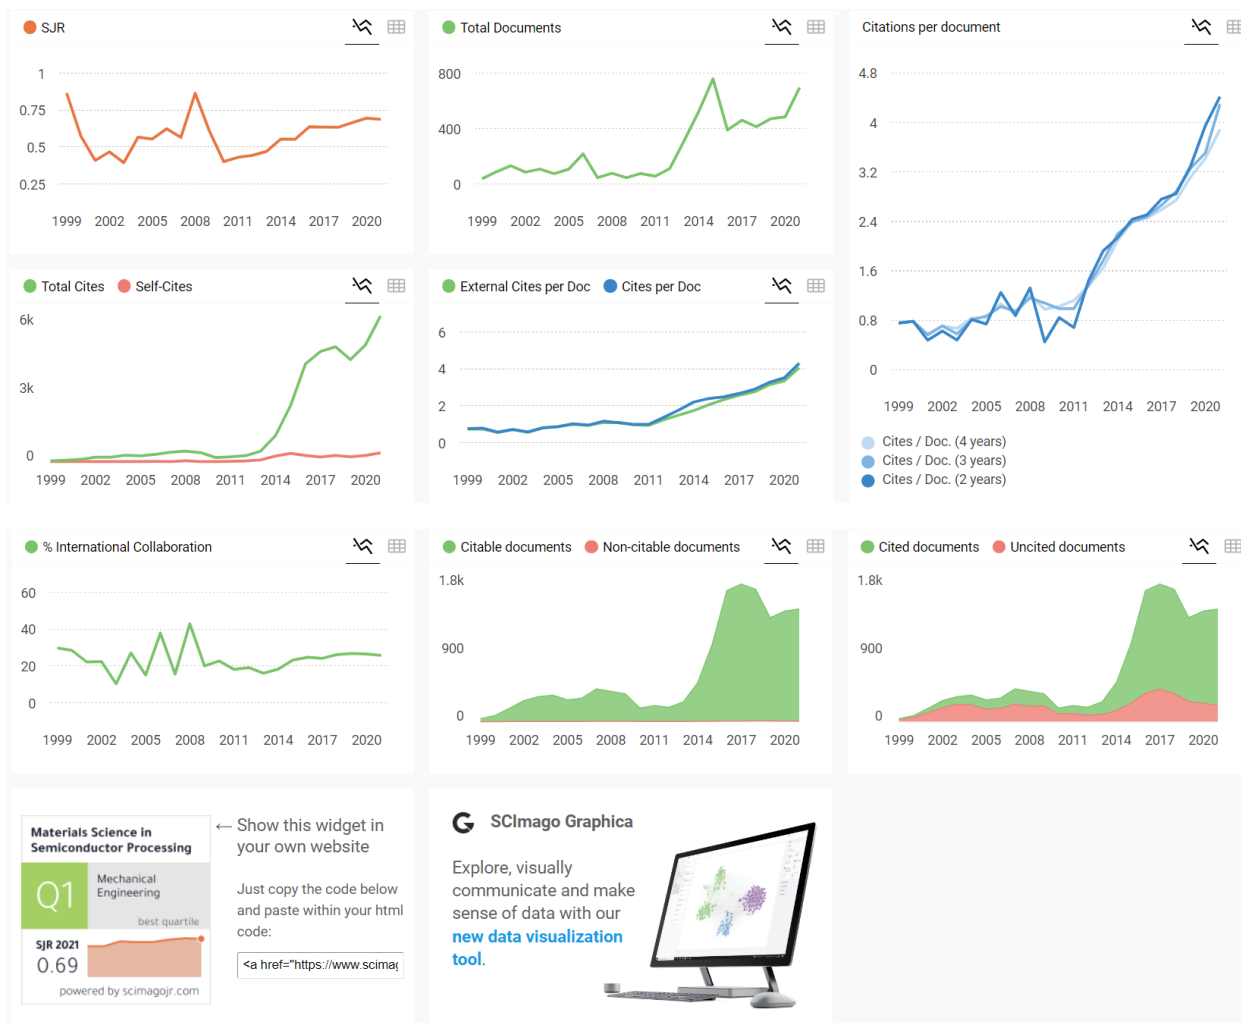 SJR
1
0.75
0.5
0.25
1999 2002 2005 2008 2011 2014 2017 2020
Total Documents
800
400
0
1999 2002 2005 2008 2011 2014 2017 2020
Citations per document
4.8
4
3.2
2.4
1.6
0.8
0
1999 2002 2005 2008 2011 2014 2017 2020
Cites / Doc. (4 years)
Cites / Doc. (3 years)
Cites / Doc. (2 years)
Total Cites Self-Cites
6k
3k
0
1999 2002 2005 2008 2011 2014 2017 2020
External Cites per Doc Cites per Doc
6
4
2
0
1999 2002 2005 2008 2011 2014 2017 2020
% International Collaboration
60
40
20
0
1999 2002 2005 2008 2011 2014 2017 2020
Citable documents Non-citable documents
1.8k
900
0
1999 2002 2005 2008 2011 2014 2017 2020
Cited documents Uncited documents
1.8k
900
0
1999 2002 2005 2008 2011 2014 2017 2020
Materials Science in
Semiconductor Processing
Q1
Mechanical
Engineering
best quartile
SJR 2021
0.69
powered by scimagojr.com
← Show this widget in
your own website
Just copy the code below
and paste within your html
code:
<a href="https://www.scimag
SCImago Graphica
Explore, visually
communicate and make
sense of data with our
new data visualization
tool.